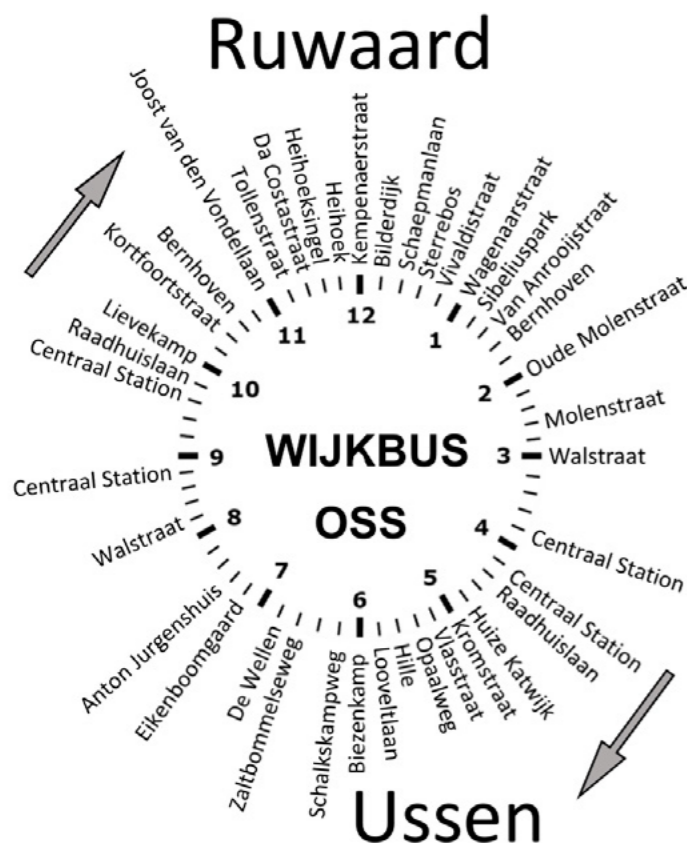 Ruwaard
Joost van den Vondellaan
Tollenstraat
Da Costastraat
Heihoeksingel
Heihoek
Kempenaerstraat
Bilderdijk
Schaepmanlaan
Sterrebos
Vivaldistraat
Wagenaarstraat
Sibeliuspark
Van Anrooijstraat
Bernhoven
Oude Molenstraat
Molenstraat
Walstraat
Centraal Station
Centraal Station
Raadhuislaan
Huize Katwijk
Kromstraat
Vlasstraat
Opaalweg
Hille
Looveltlaan
Biezenkamp
Schalkskampweg
Zaltbommelseweg
De Wellen
Eikenboomgaard
Anton Jurgenshuis
Walstraat
Centraal Station
Centraal Station
Raadhuislaan
Lievekamp
Kortfoortstraat
Bernhoven
12
1
2
3
4
5
6
7
8
9
10
11
WIJKBUS
OSS
Ussen